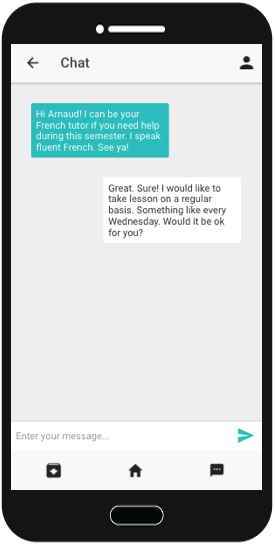 Chat
Hi Arnaud! I can be your
French tutor if you need help
during this semester. I speak
fluent French. See ya!
Great. Sure! I would like to
take lesson on a regular
basis. Something like every
Wednesday. Would it be ok
for you?
Enter your message...